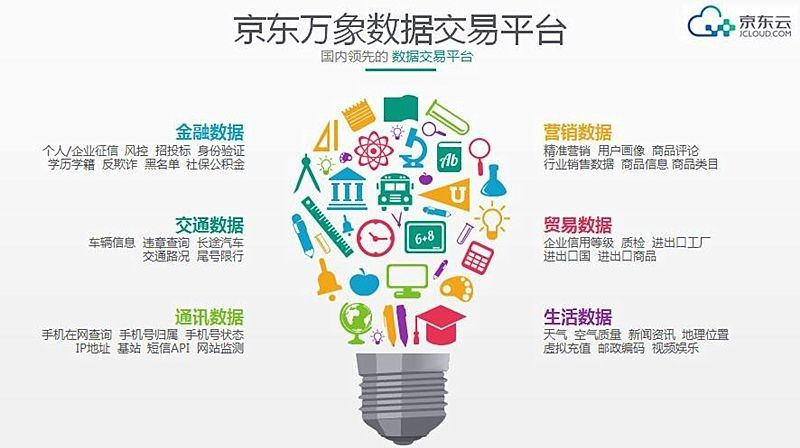 京东万象数据交易平台
国内领先的 数据交易平台
京东云
JCLOUD.COM
金融数据
个人/企业征信 风控 招投标 身份验证
学历学籍 反欺诈 黑名单 社保公积金
交通数据
车辆信息 违章查询 长途汽车
交通路况 尾号限行
通讯数据
手机在网查询 手机号归属 手机号状态
IP地址 基站 短信API 网站监测
Ab
U
6+8
营销数据
精准营销 用户画像 商品评论
行业销售数据 商品信息 商品类目
贸易数据
企业信用等级 质检 进出口工厂
进出口国 进出口商品
生活数据
天气 空气质量 新闻资讯 地理位置
虚拟充值 邮政编码 视频娱乐